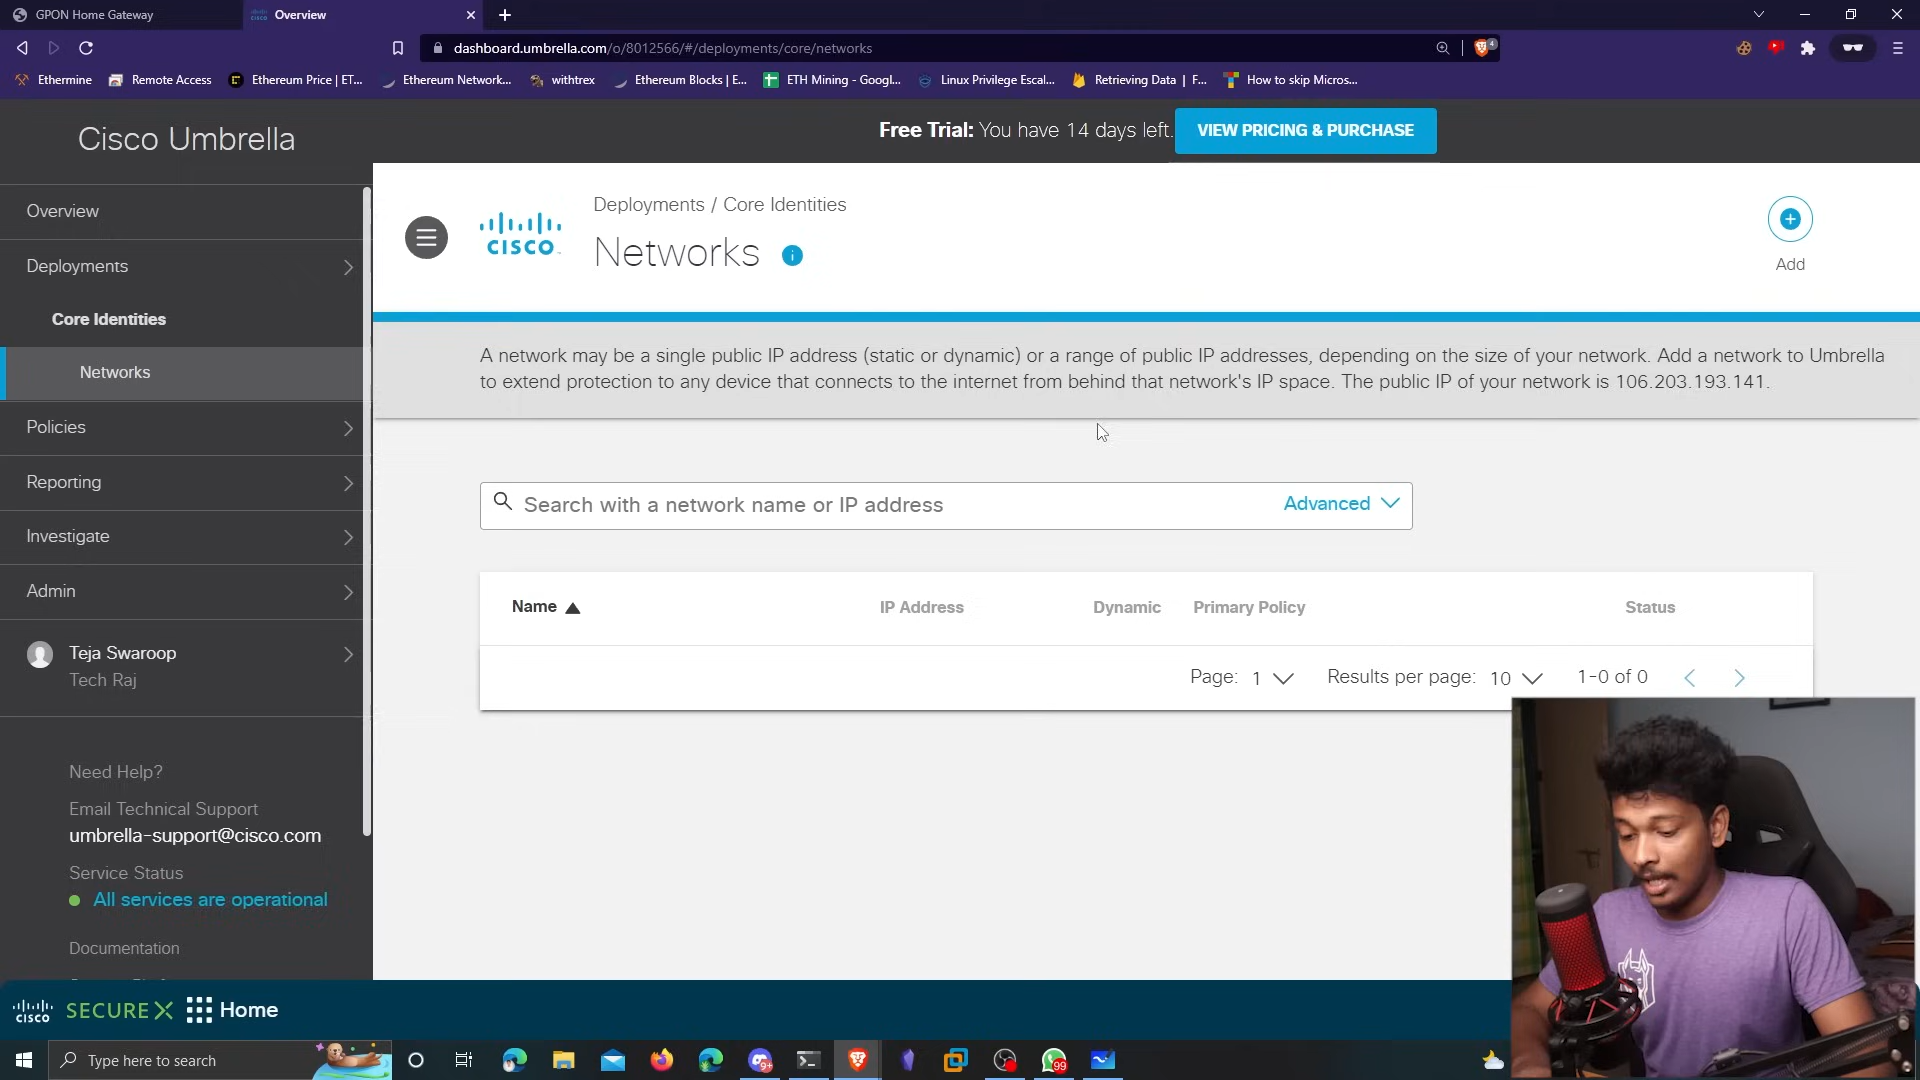 GPON Home Gateway
Overview
dashboard.umbrella.com/o/8012566/#/deployments/core/networks
4
Ethermine
Remote Access
Ethereum Price | ET...
Ethereum Network...
withtrex
Ethereum Blocks | E...
ETH Mining - Googl...
Linux Privilege Escal...
Retrieving Data | F...
How to skip Micros...
Cisco Umbrella
Free Trial: You have 14 days left.
VIEW PRICING & PURCHASE
Overview
Deployments
Core Identities
Networks
Policies
Reporting
Investigate
Admin
Teja Swaroop
Tech Raj
Need Help?
Email Technical Support
umbrella-support@cisco.com
Service Status
All services are operational
Documentation
CISCO
Deployments / Core Identities
Networks
Add
A network may be a single public IP address (static or dynamic) or a range of public IP addresses, depending on the size of your network. Add a network to Umbrella
to extend protection to any device that connects to the internet from behind that network's IP space. The public IP of your network is 106.203.193.141.
Search with a network name or IP address
Advanced
Name
IP Address
Dynamic
Primary Policy
Status
Page: 1
Results per page: 10
1-0 of 0
CISCO
SECUREX
Home
Type here to search
9+
99